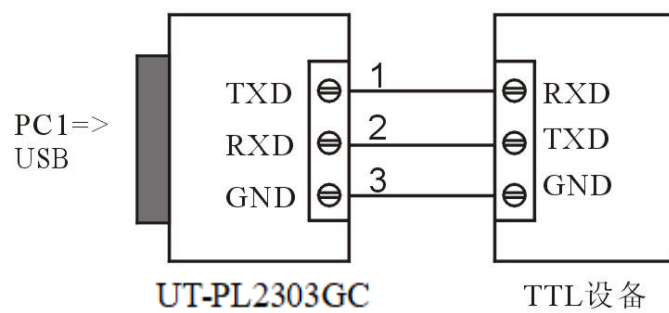 PC1=>
USB
TXD
RXD
GND
1
2
3
RXD
TXD
GND
UT-PL2303GC
TTL设备